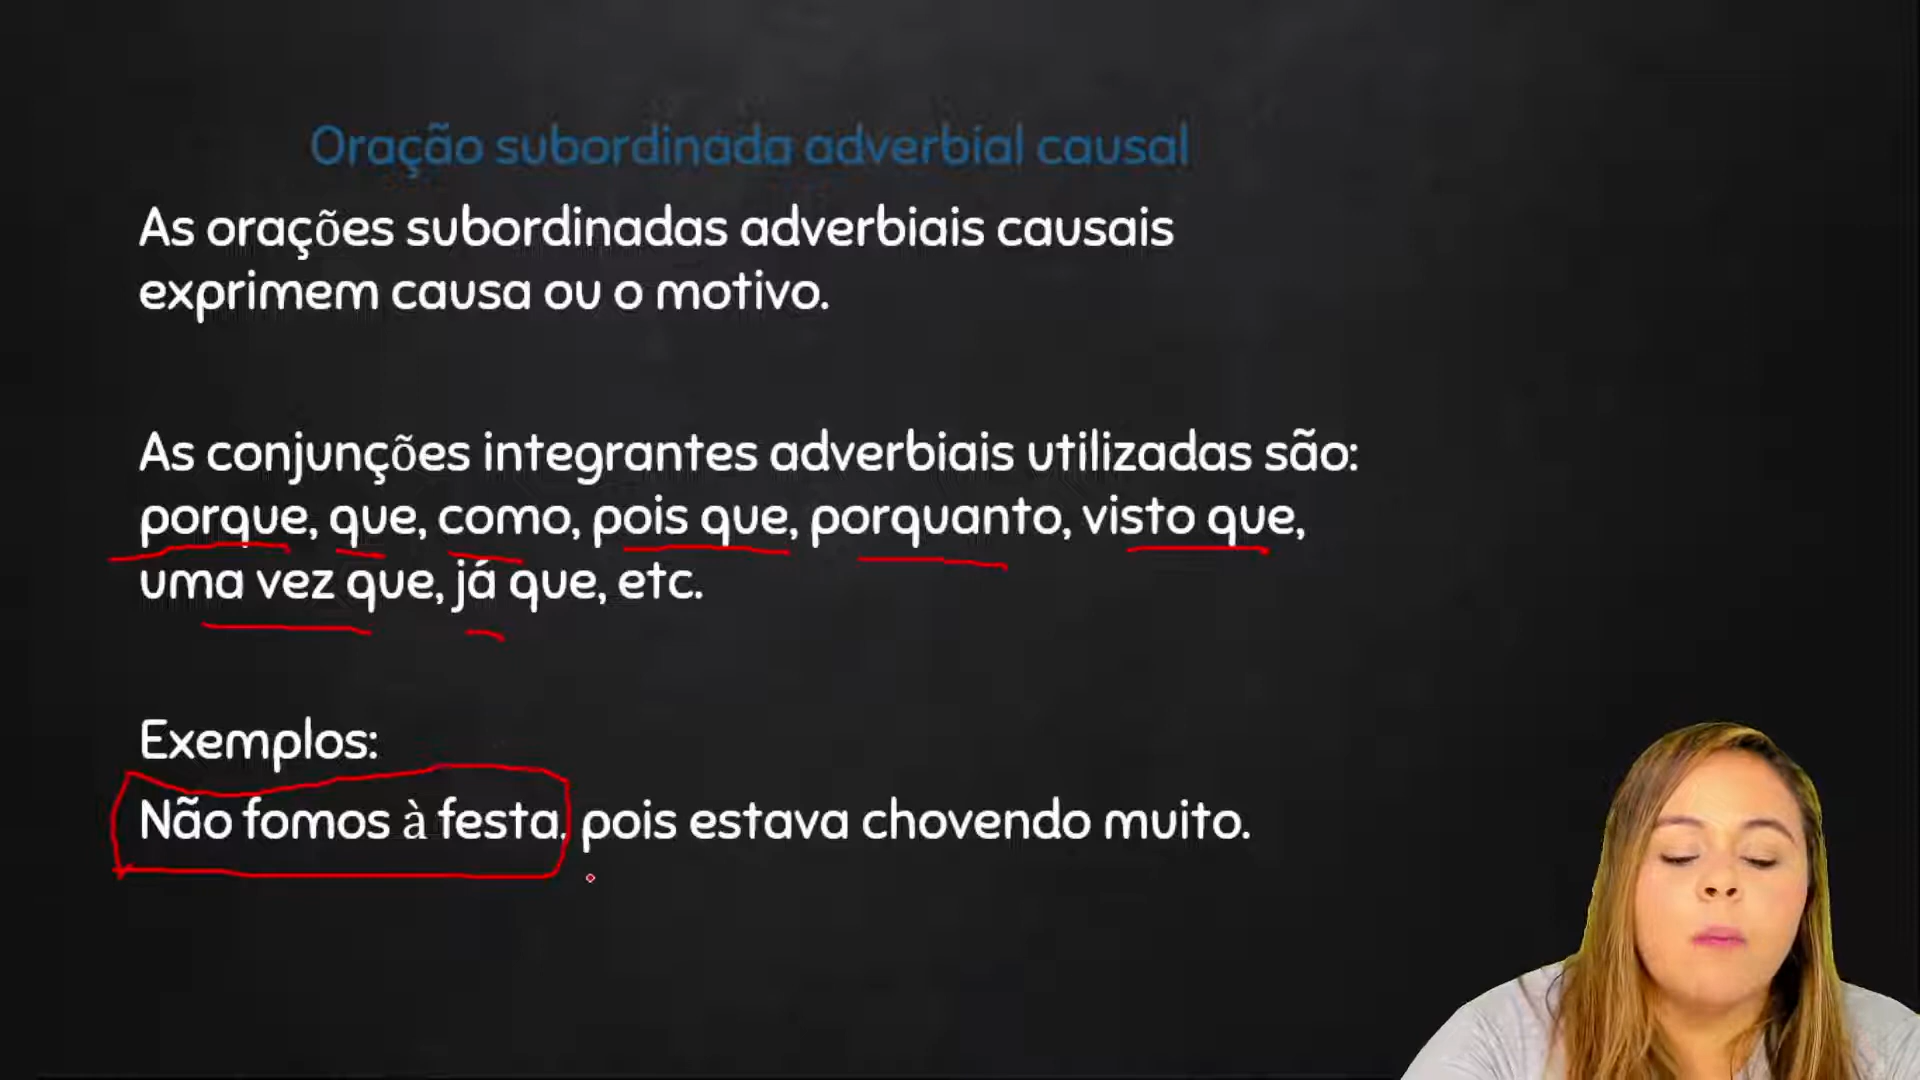 Oração subordinada adverbial causal
As orações subordinadas adverbiais causais
exprimem causa ou o motivo.
As conjunções integrantes adverbiais utilizadas são:
porque, que, como, pois que, porquanto, visto que,
uma vez que, já que, etc.
Exemplos:
Não fomos à festa, pois estava chovendo muito.